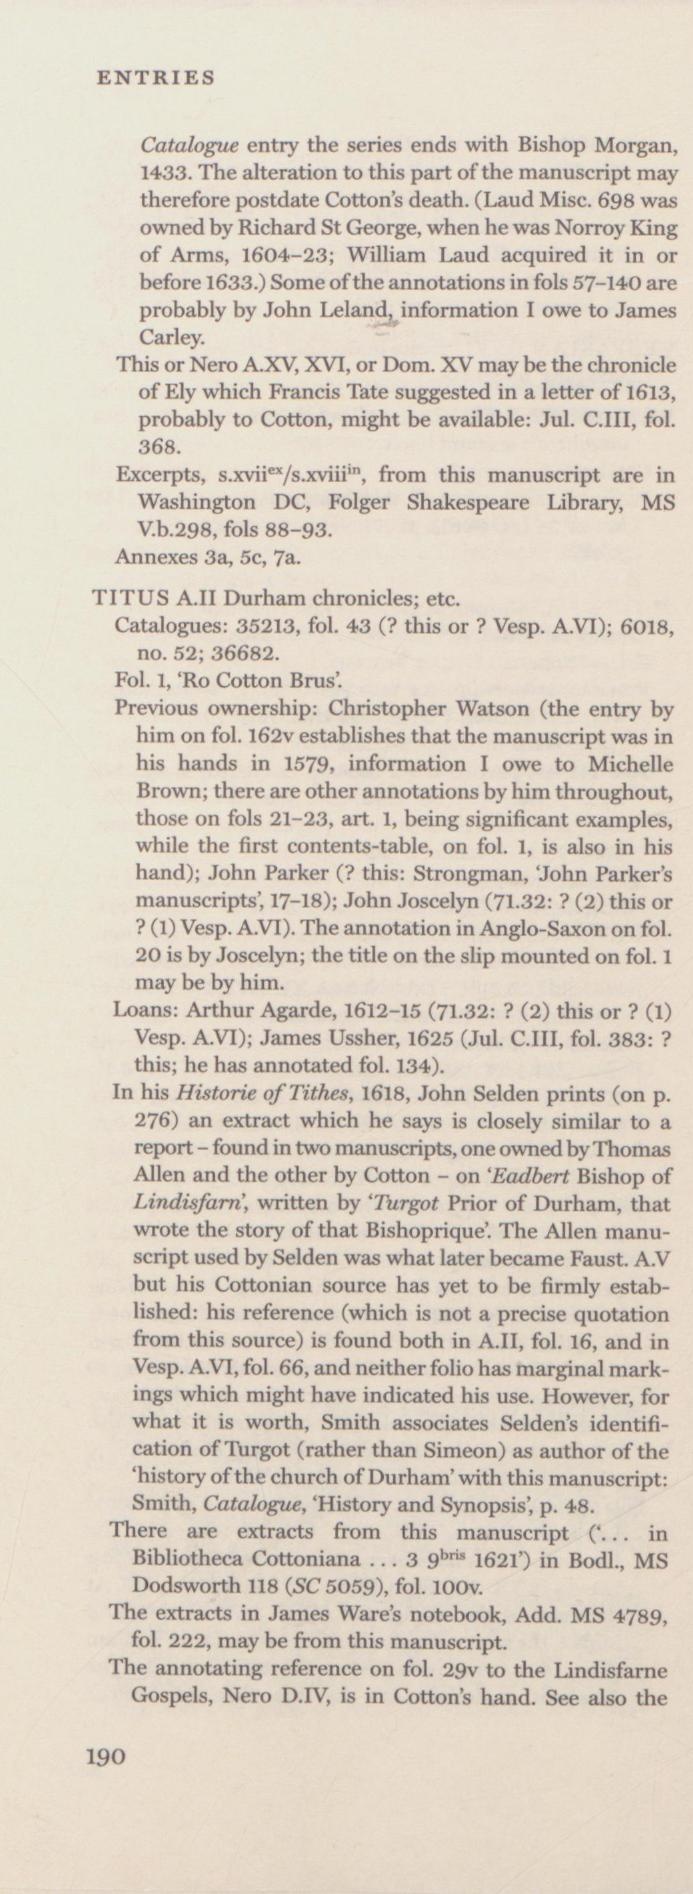 ENTRIES
Catalogue entry the series ends with Bishop Morgan,
1433. The alteration to this part of the manuscript may
therefore postdate Cotton's death. (Laud Misc. 698 was
owned by Richard St George, when he was Norroy King
of Arms, 1604–23; William Laud acquired it in or
before 1633.) Some of the annotations in fols 57–140 are
probably by John Leland, information I owe to James
Carley.
This or Nero A.XV, XVI, or Dom. XV may be the chronicle
of Ely which Francis Tate suggested in a letter of 1613,
probably to Cotton, might be available: Jul. C.III, fol.
368.
Excerpts, s.xviiᵉˣ/s.xviiiⁱⁿ, from this manuscript are in
Washington DC, Folger Shakespeare Library, MS
V.b.298, fols 88–93.
Annexes 3a, 5c, 7a.
TITUS A.II Durham chronicles; etc.
Catalogues: 35213, fol. 43 (? this or ? Vesp. A.VI); 6018,
no. 52; 36682.
Fol. 1, 'Ro Cotton Brus'.
Previous ownership: Christopher Watson (the entry by
him on fol. 162v establishes that the manuscript was in
his hands in 1579, information I owe to Michelle
Brown; there are other annotations by him throughout,
those on fols 21–23, art. 1, being significant examples,
while the first contents-table, on fol. 1, is also in his
hand); John Parker (? this: Strongman, 'John Parker's
manuscripts', 17–18); John Joscelyn (71.32: ? (2) this or
? (1) Vesp. A.VI). The annotation in Anglo-Saxon on fol.
20 is by Joscelyn; the title on the slip mounted on fol. 1
may be by him.
Loans: Arthur Agarde, 1612–15 (71.32: ? (2) this or ? (1)
Vesp. A.VI); James Ussher, 1625 (Jul. C.III, fol. 383: ?
this; he has annotated fol. 134).
In his Historie of Tithes, 1618, John Selden prints (on p.
276) an extract which he says is closely similar to a
report – found in two manuscripts, one owned by Thomas
Allen and the other by Cotton – on 'Eadbert Bishop of
Lindisfarn', written by 'Turgot Prior of Durham, that
wrote the story of that Bishoprique'. The Allen manu-
script used by Selden was what later became Faust. A.V
but his Cottonian source has yet to be firmly estab-
lished: his reference (which is not a precise quotation
from this source) is found both in A.II, fol. 16, and in
Vesp. A.VI, fol. 66, and neither folio has marginal mark-
ings which might have indicated his use. However, for
what it is worth, Smith associates Selden's identifi-
cation of Turgot (rather than Simeon) as author of the
'history of the church of Durham' with this manuscript:
Smith, Catalogue, 'History and Synopsis', p. 48.
There are extracts from this manuscript ('... in
Bibliotheca Cottoniana ... 3 9ᵇʳⁱˢ 1621') in Bodl., MS
Dodsworth 118 (SC 5059), fol. 100v.
The extracts in James Ware's notebook, Add. MS 4789,
fol. 222, may be from this manuscript.
The annotating reference on fol. 29v to the Lindisfarne
Gospels, Nero D.IV, is in Cotton's hand. See also the
190